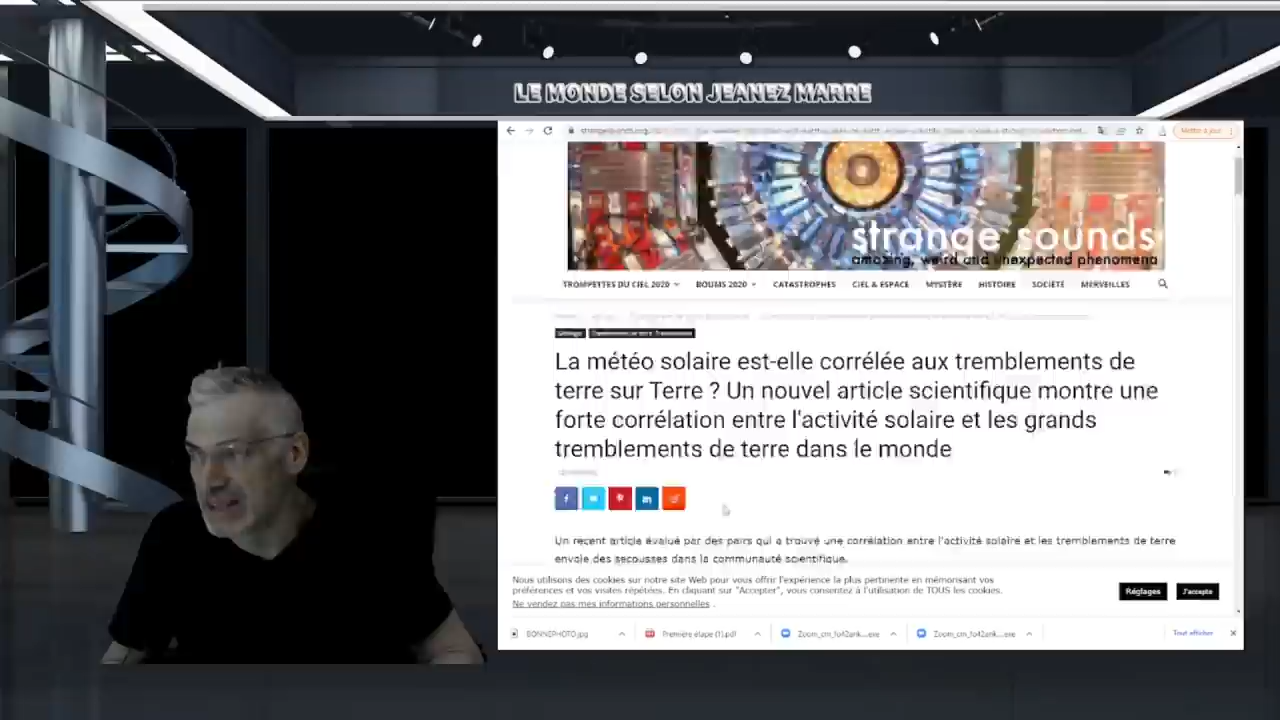 LE MONDE SELON JEANEZ MARRE
Mettre à jour
strange sounds
amazing, weird and unexpected phenomena
TROMPETTES DU CIEL 2020 BOUMS 2020 CATASTROPHES CIEL & ESPACE MYSTÈRE HISTOIRE SOCIÉTÉ MERVEILLES
La météo solaire est-elle corrélée aux tremblements de
terre sur Terre ? Un nouvel article scientifique montre une
forte corrélation entre l'activité solaire et les grands
tremblements de terre dans le monde
Un récent article évalué par des pairs qui a trouvé une corrélation entre l'activité solaire et les tremblements de terre
envoie des secousses dans la communauté scientifique.
Nous utilisons des cookies sur notre site Web pour vous offrir l'expérience la plus pertinente en mémorisant vos
préférences et vos visites répétées. En cliquant sur "Accepter", vous consentez à l'utilisation de TOUS les cookies.
Ne vendez pas mes informations personnelles .
Réglages J'accepte
BONNEPHOTO.jpg Première étape (1).pdf Zoom_cm_fo42ank....exe Zoom_cm_fo42ank....exe Tout afficher